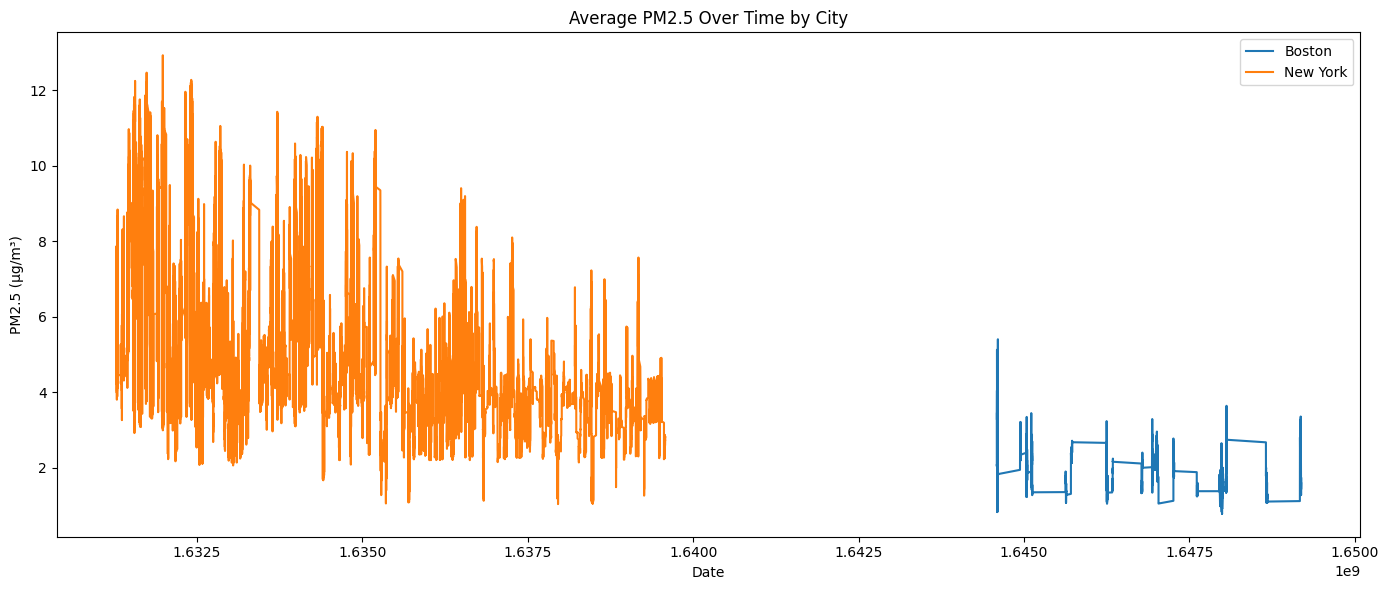 Average PM2.5 Over Time by City
Boston
New York
PM2.5 (µg/m³)
12
10
8
6
4
2
1.6325 1.6350 1.6375 1.6400 1.6425 1.6450 1.6475 1.6500
1e9
Date